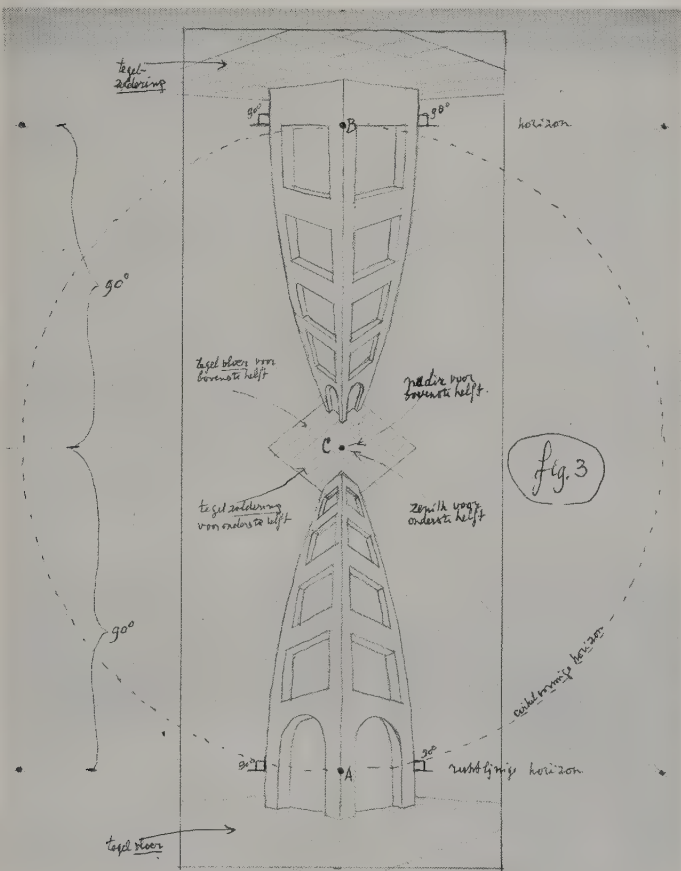 tegel-
zoldering
90°
90°
B
horizon
90°
tegel vloer voor
bovenste helft
nadir voor
bovenste helft.
C
fig. 3
tegel zoldering
voor onderste helft
zenith voor
onderste helft
90°
cirkelvormige horizon
90°
90°
A
rechtlijnige horizon
tegel vloer